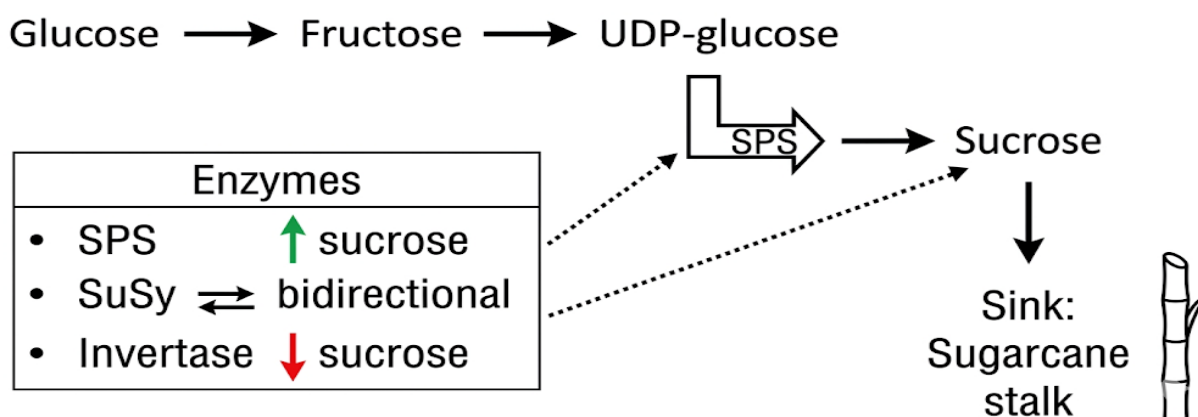 Glucose → Fructose → UDP-glucose
SPS → Sucrose
Enzymes
• SPS ↑ sucrose
• SuSy ⇌ bidirectional
• Invertase ↓ sucrose
Sink:
Sugarcane
stalk